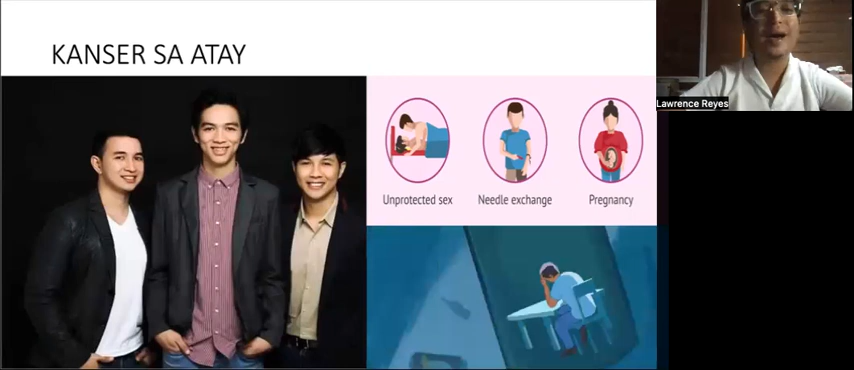 KANSER SA ATAY
Lawrence Reyes
Unprotected sex
Needle exchange
Pregnancy